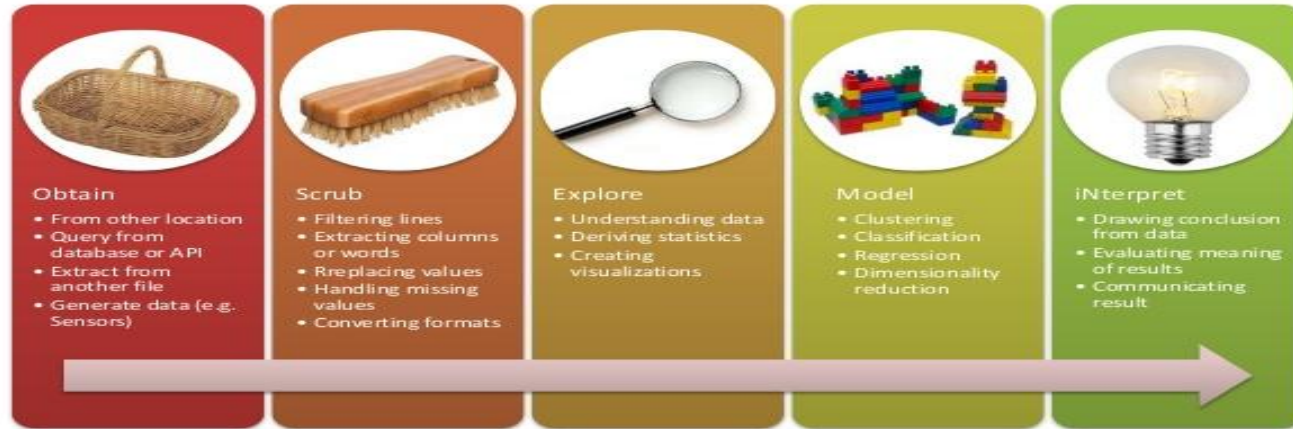 Obtain
• From other location
• Query from
database or API
• Extract from
another file
• Generate data (e.g.
Sensors)
Scrub
• Filtering lines
• Extracting columns
or words
• Rreplacing values
• Handling missing
values
• Converting formats
Explore
• Understanding data
• Deriving statistics
• Creating
visualizations
Model
• Clustering
• Classification
• Regression
• Dimensionality
reduction
iNterpret
• Drawing conclusion
from data
• Evaluating meaning
of results
• Communicating
result